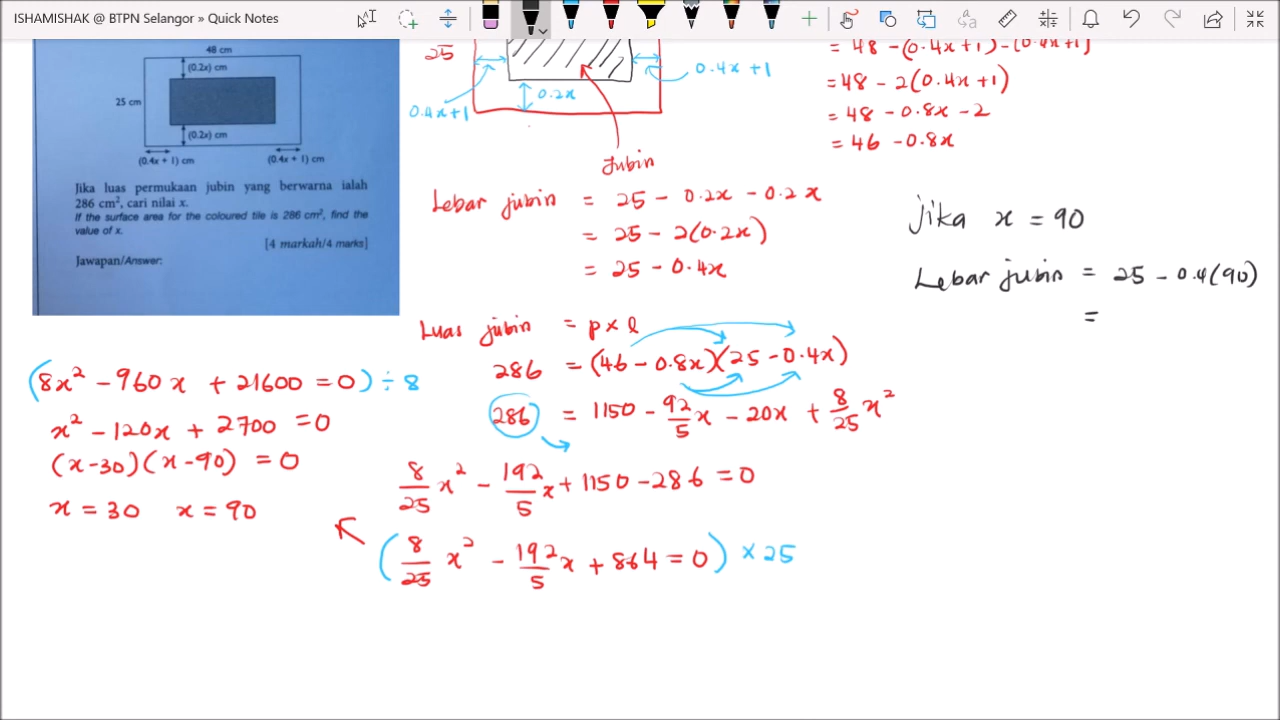 ISHAMISHAK @ BTPN Selangor » Quick Notes
48 cm
(0.2x) cm
25 cm
(0.2x) cm
(0.4x + 1) cm
(0.4x + 1) cm
Jika luas permukaan jubin yang berwarna ialah
286 cm², cari nilai x.
If the surface area for the coloured tile is 286 cm², find the
value of x.
[4 markah/4 marks]
Jawapan/Answer:
25
0.4x + 1
0.2x
0.4x + 1
Jubin
= 48 - (0.4x + 1) - (0.4x + 1)
= 48 - 2(0.4x + 1)
= 48 - 0.8x - 2
= 46 - 0.8x
Lebar jubin = 25 - 0.2x - 0.2x
= 25 - 2(0.2x)
= 25 - 0.4x
Luas jubin = p x l
286 = (46 - 0.8x)(25 - 0.4x)
286 = 1150 - 92/5 x - 20x + 8/25 x²
8/25 x² - 192/5 x + 1150 - 286 = 0
(8/25 x² - 192/5 x + 864 = 0) × 25
(8x² - 960x + 21600 = 0) ÷ 8
x² - 120x + 2700 = 0
(x - 30)(x - 90) = 0
x = 30 x = 90
Jika x = 90
Lebar jubin = 25 - 0.4(90)
=